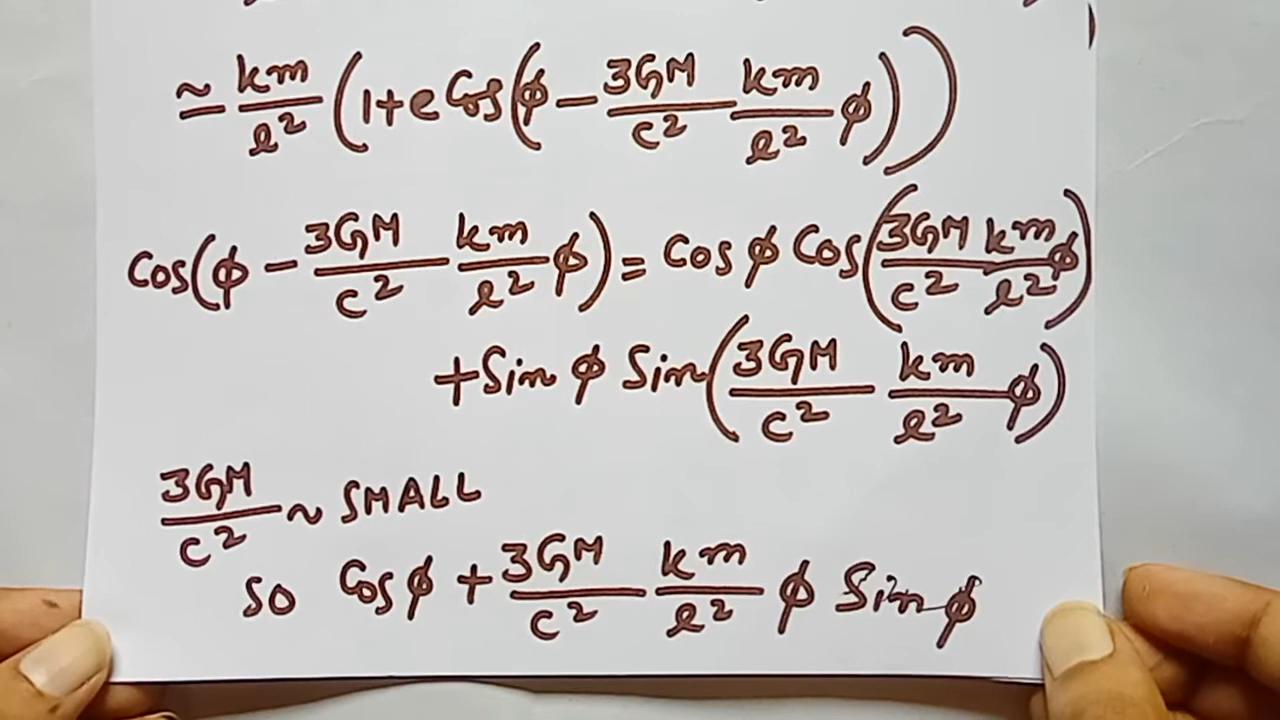 ≃ km/l² (1+e Cos(ϕ − 3GM/c² km/l² ϕ))
Cos(ϕ − 3GM/c² km/l² ϕ) = Cos ϕ Cos(3GM/c² km/l² ϕ)
+ Sin ϕ Sin(3GM/c² km/l² ϕ)
3GM/c² ~ SMALL
SO Cos ϕ + 3GM/c² km/l² ϕ Sin ϕ